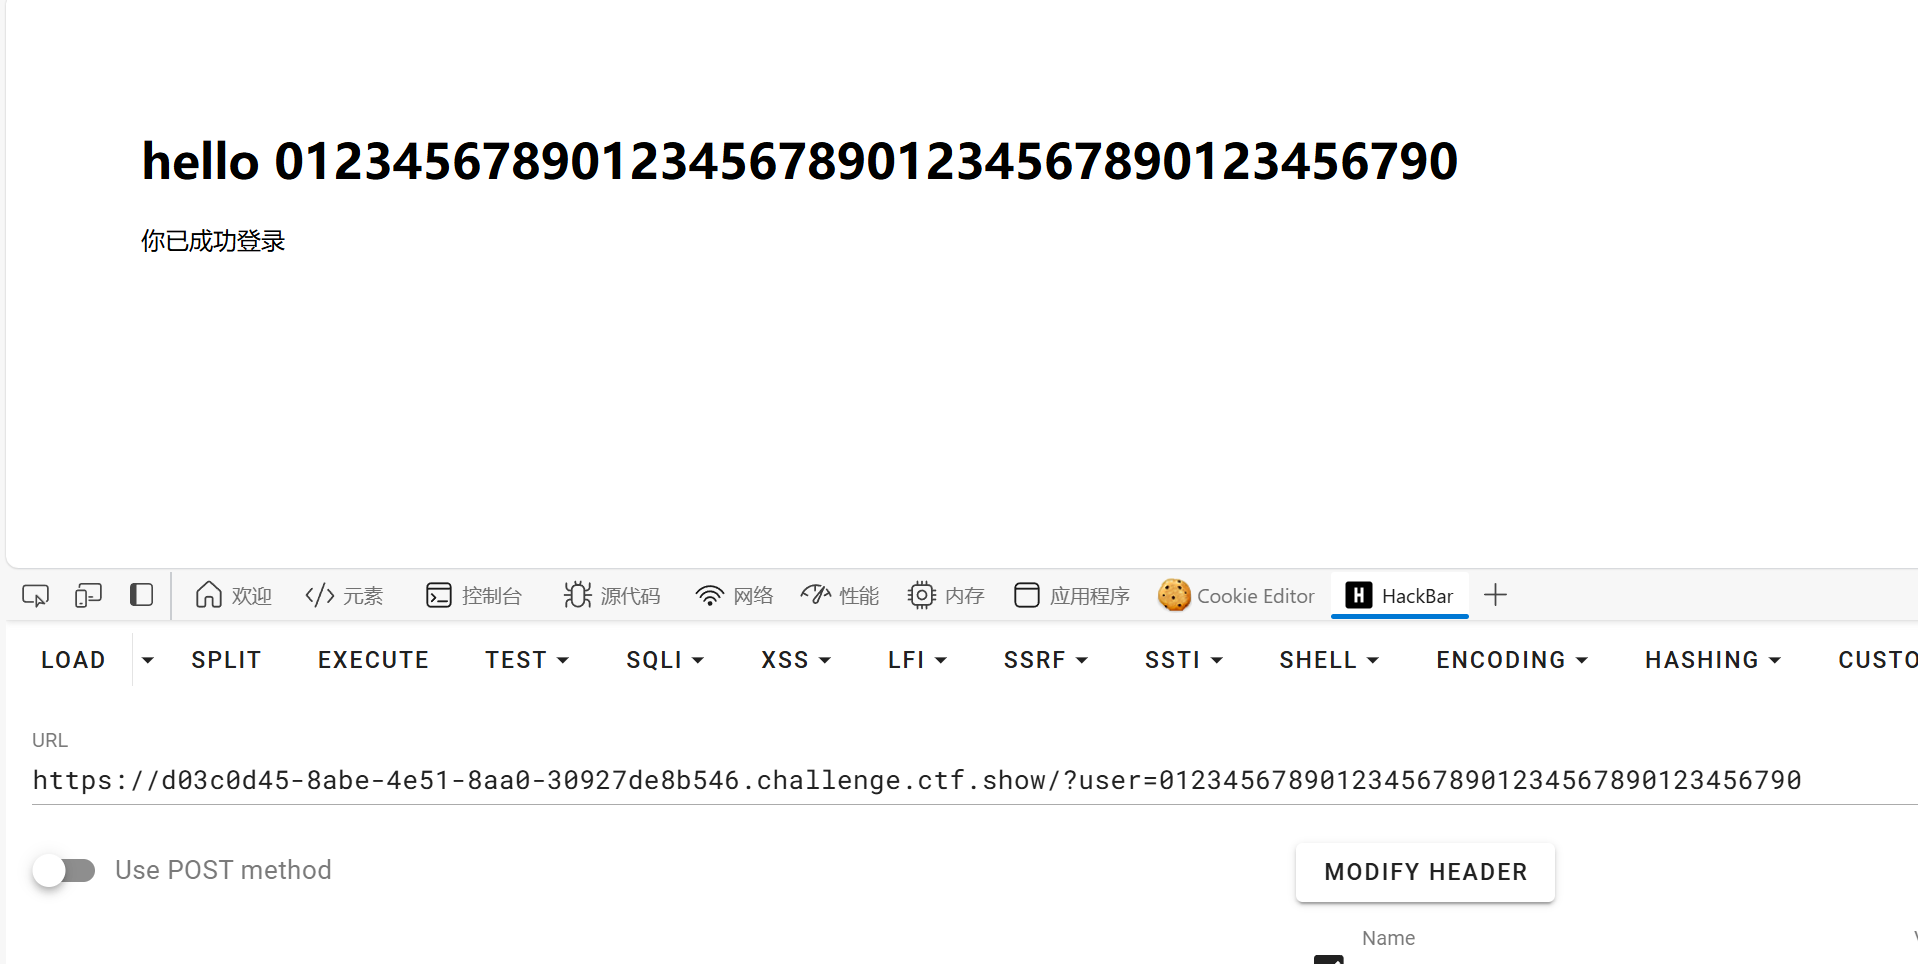 hello 0123456789012345678901234567890123456790
你已成功登录
欢迎 元素 控制台 源代码 网络 性能 内存 应用程序 Cookie Editor H HackBar
LOAD SPLIT EXECUTE TEST SQLI XSS LFI SSRF SSTI SHELL ENCODING HASHING CUSTO
URL
https://d03c0d45-8abe-4e51-8aa0-30927de8b546.challenge.ctf.show/?user=0123456789012345678901234567890123456790
Use POST method
MODIFY HEADER
Name